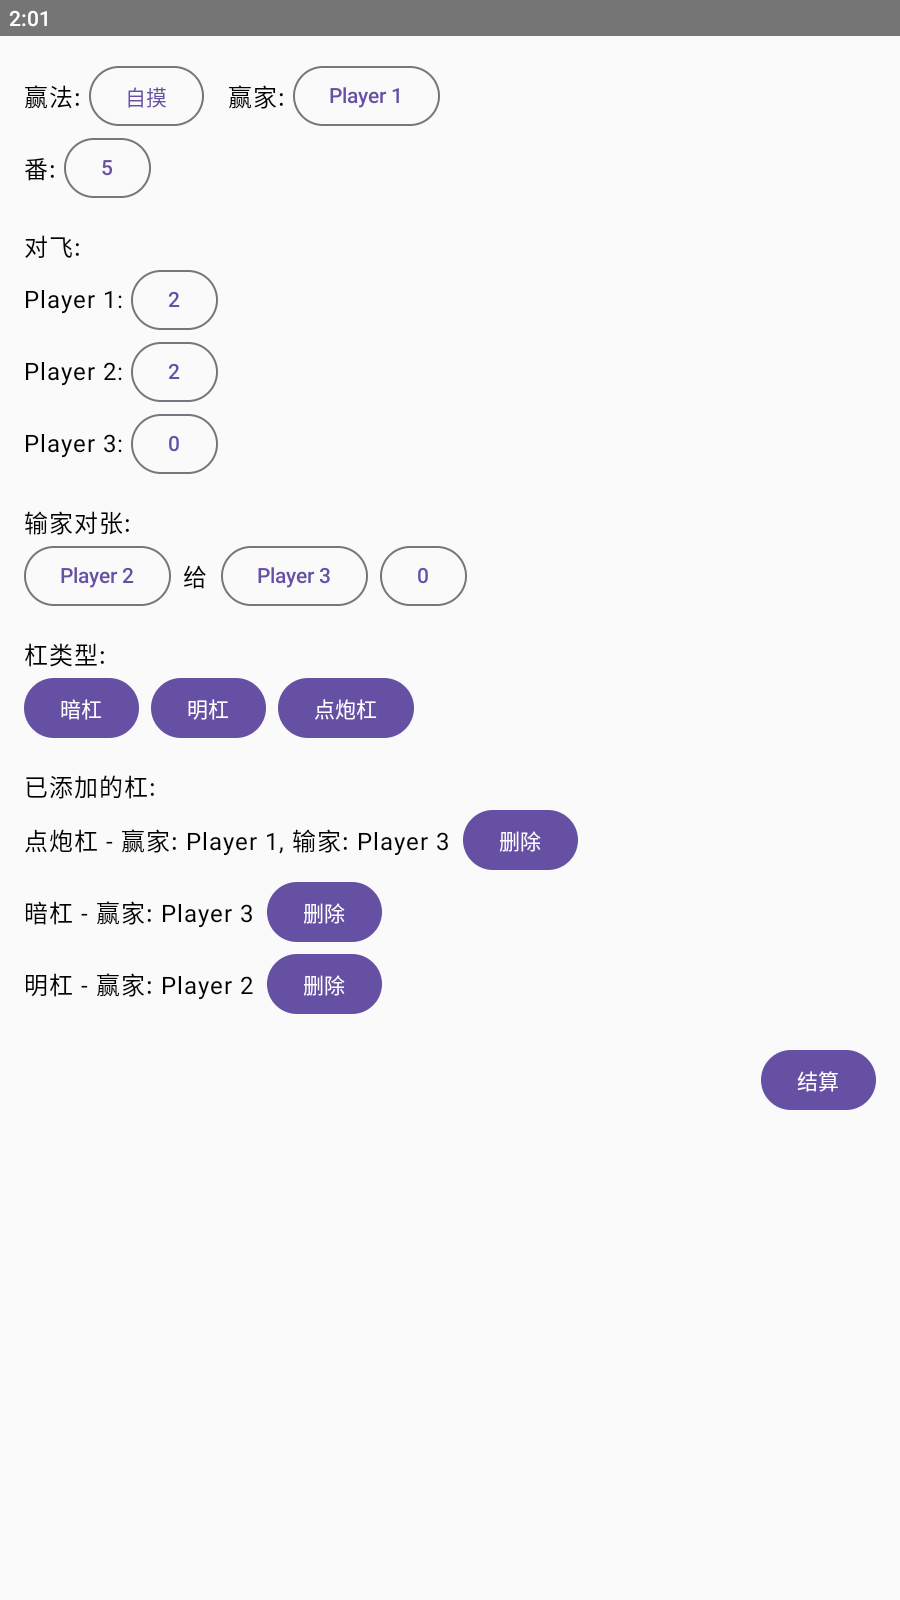 2:01
赢法: 自摸 赢家: Player 1
番: 5
对飞:
Player 1: 2
Player 2: 2
Player 3: 0
输家对张:
Player 2 给 Player 3 0
杠类型:
暗杠 明杠 点炮杠
已添加的杠:
点炮杠 - 赢家: Player 1, 输家: Player 3 删除
暗杠 - 赢家: Player 3 删除
明杠 - 赢家: Player 2 删除
结算